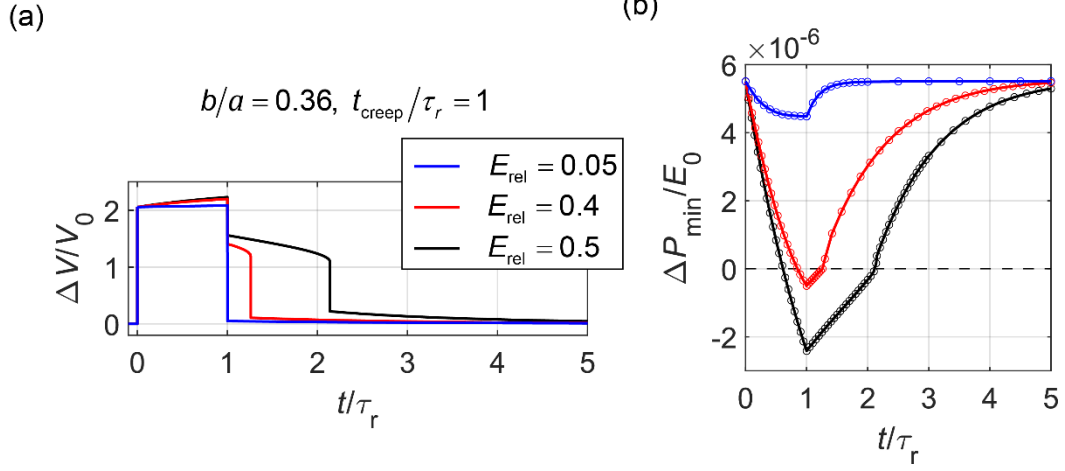 (a)
b/a = 0.36, t_creep/τ_r = 1
E_rel = 0.05
E_rel = 0.4
E_rel = 0.5
ΔV/V_0
2
1
0
0 1 2 3 4 5
t/τ_r
(b)
×10^-6
ΔP_min/E_0
6
4
2
0
-2
0 1 2 3 4 5
t/τ_r